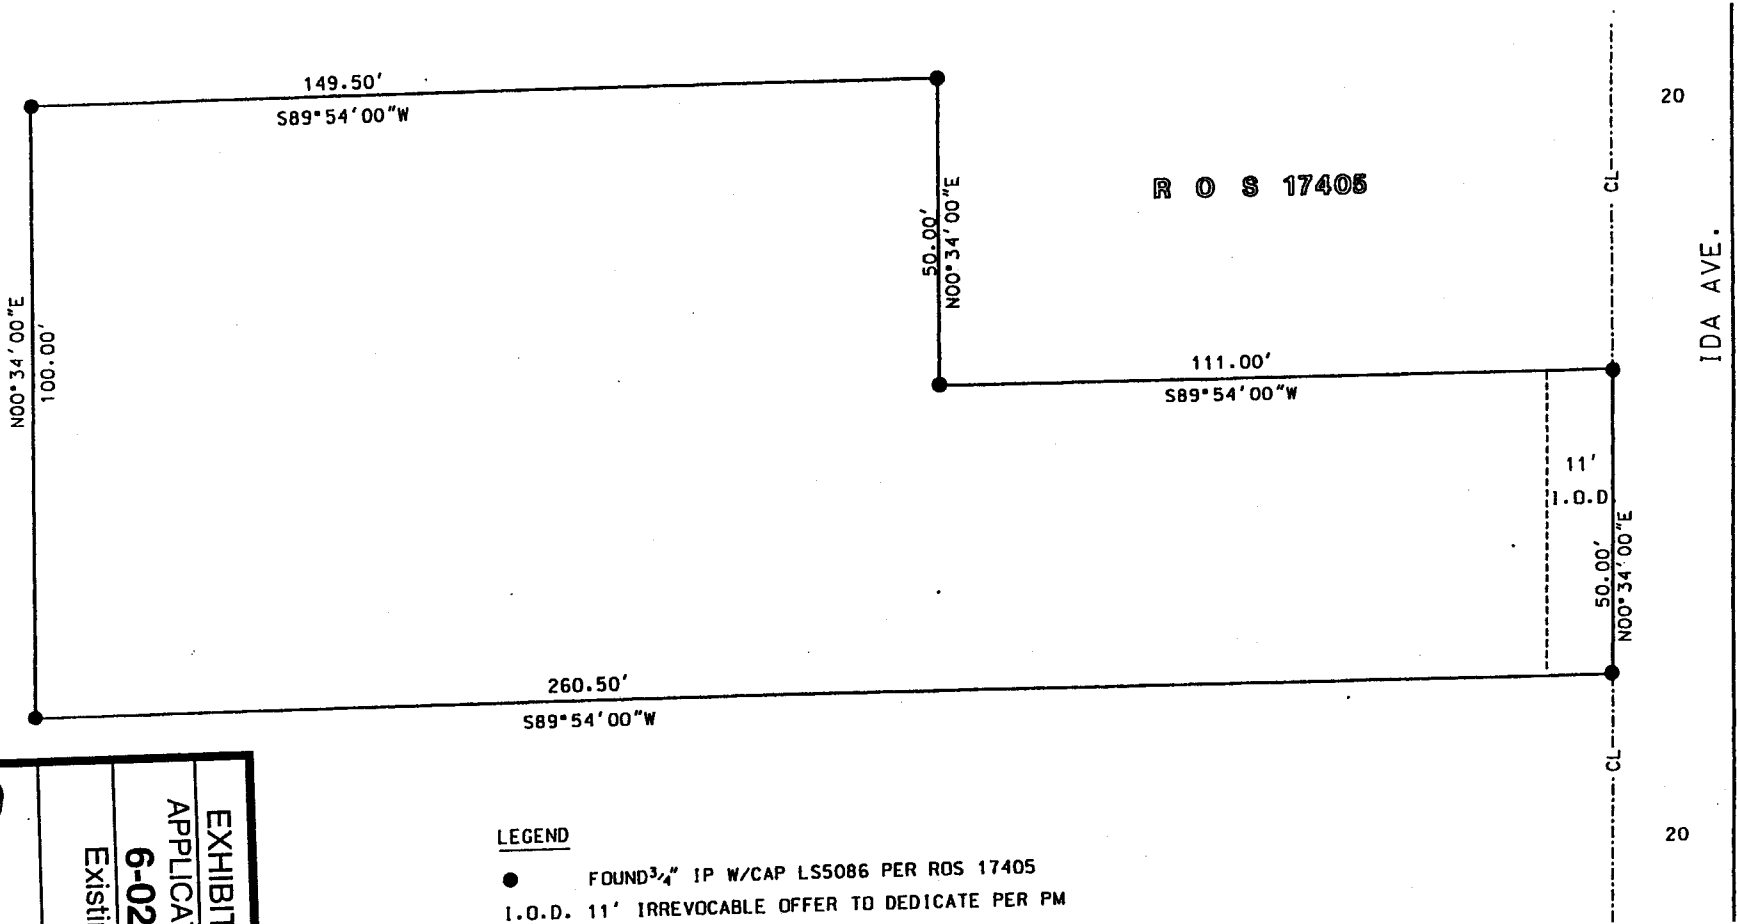 149.50'
S89°54'00"W
20
R O S 17405
CL
50.00'
N00°34'00"E
IDA AVE.
N00°34'00"E
100.00'
111.00'
S89°54'00"W
11'
I.O.D
50.00'
N00°34'00"E
260.50'
S89°54'00"W
CL
20
LEGEND
FOUND 3/4" IP W/CAP LS5086 PER ROS 17405
I.O.D. 11' IRREVOCABLE OFFER TO DEDICATE PER PM
EXHIBIT
APPLICA
6-02
Existi